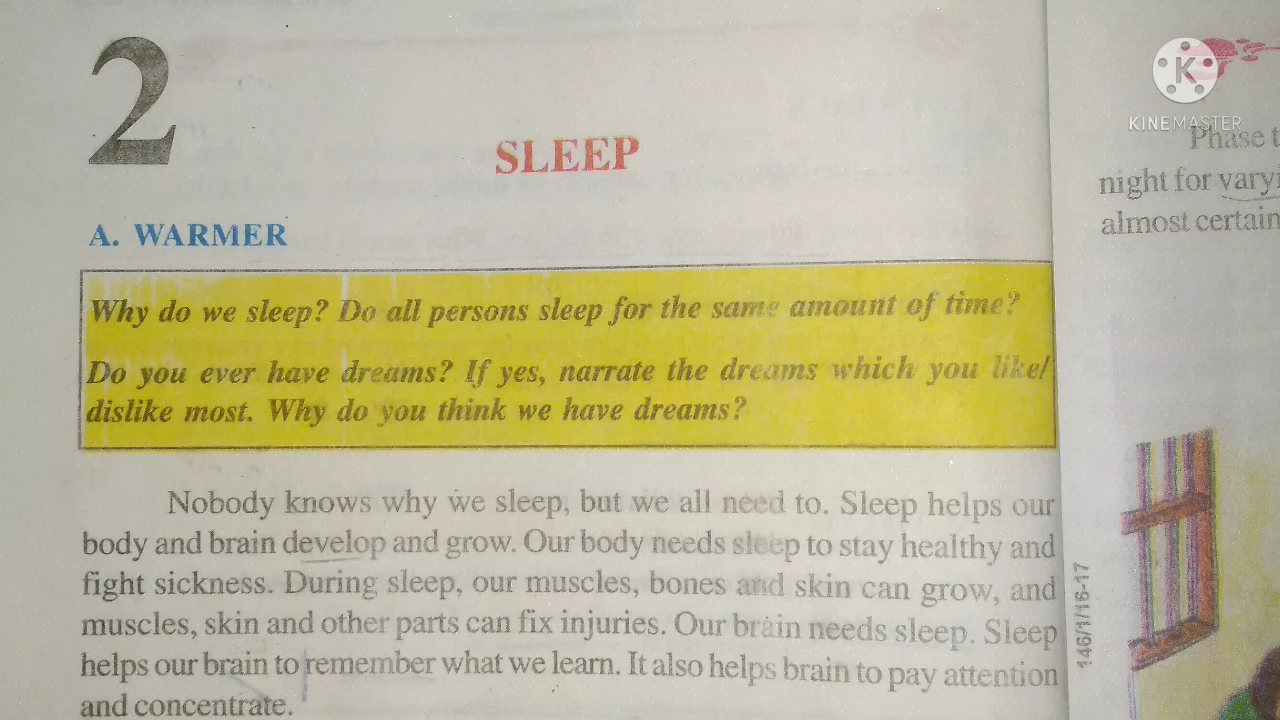 2
SLEEP
A. WARMER
Why do we sleep? Do all persons sleep for the same amount of time?
Do you ever have dreams? If yes, narrate the dreams which you like/
dislike most. Why do you think we have dreams?
Nobody knows why we sleep, but we all need to. Sleep helps our
body and brain develop and grow. Our body needs sleep to stay healthy and
fight sickness. During sleep, our muscles, bones and skin can grow, and
muscles, skin and other parts can fix injuries. Our brain needs sleep. Sleep
helps our brain to remember what we learn. It also helps brain to pay attention
and concentrate.
146/1/16-17
K
KINEMASTER
Phase
night for
almost